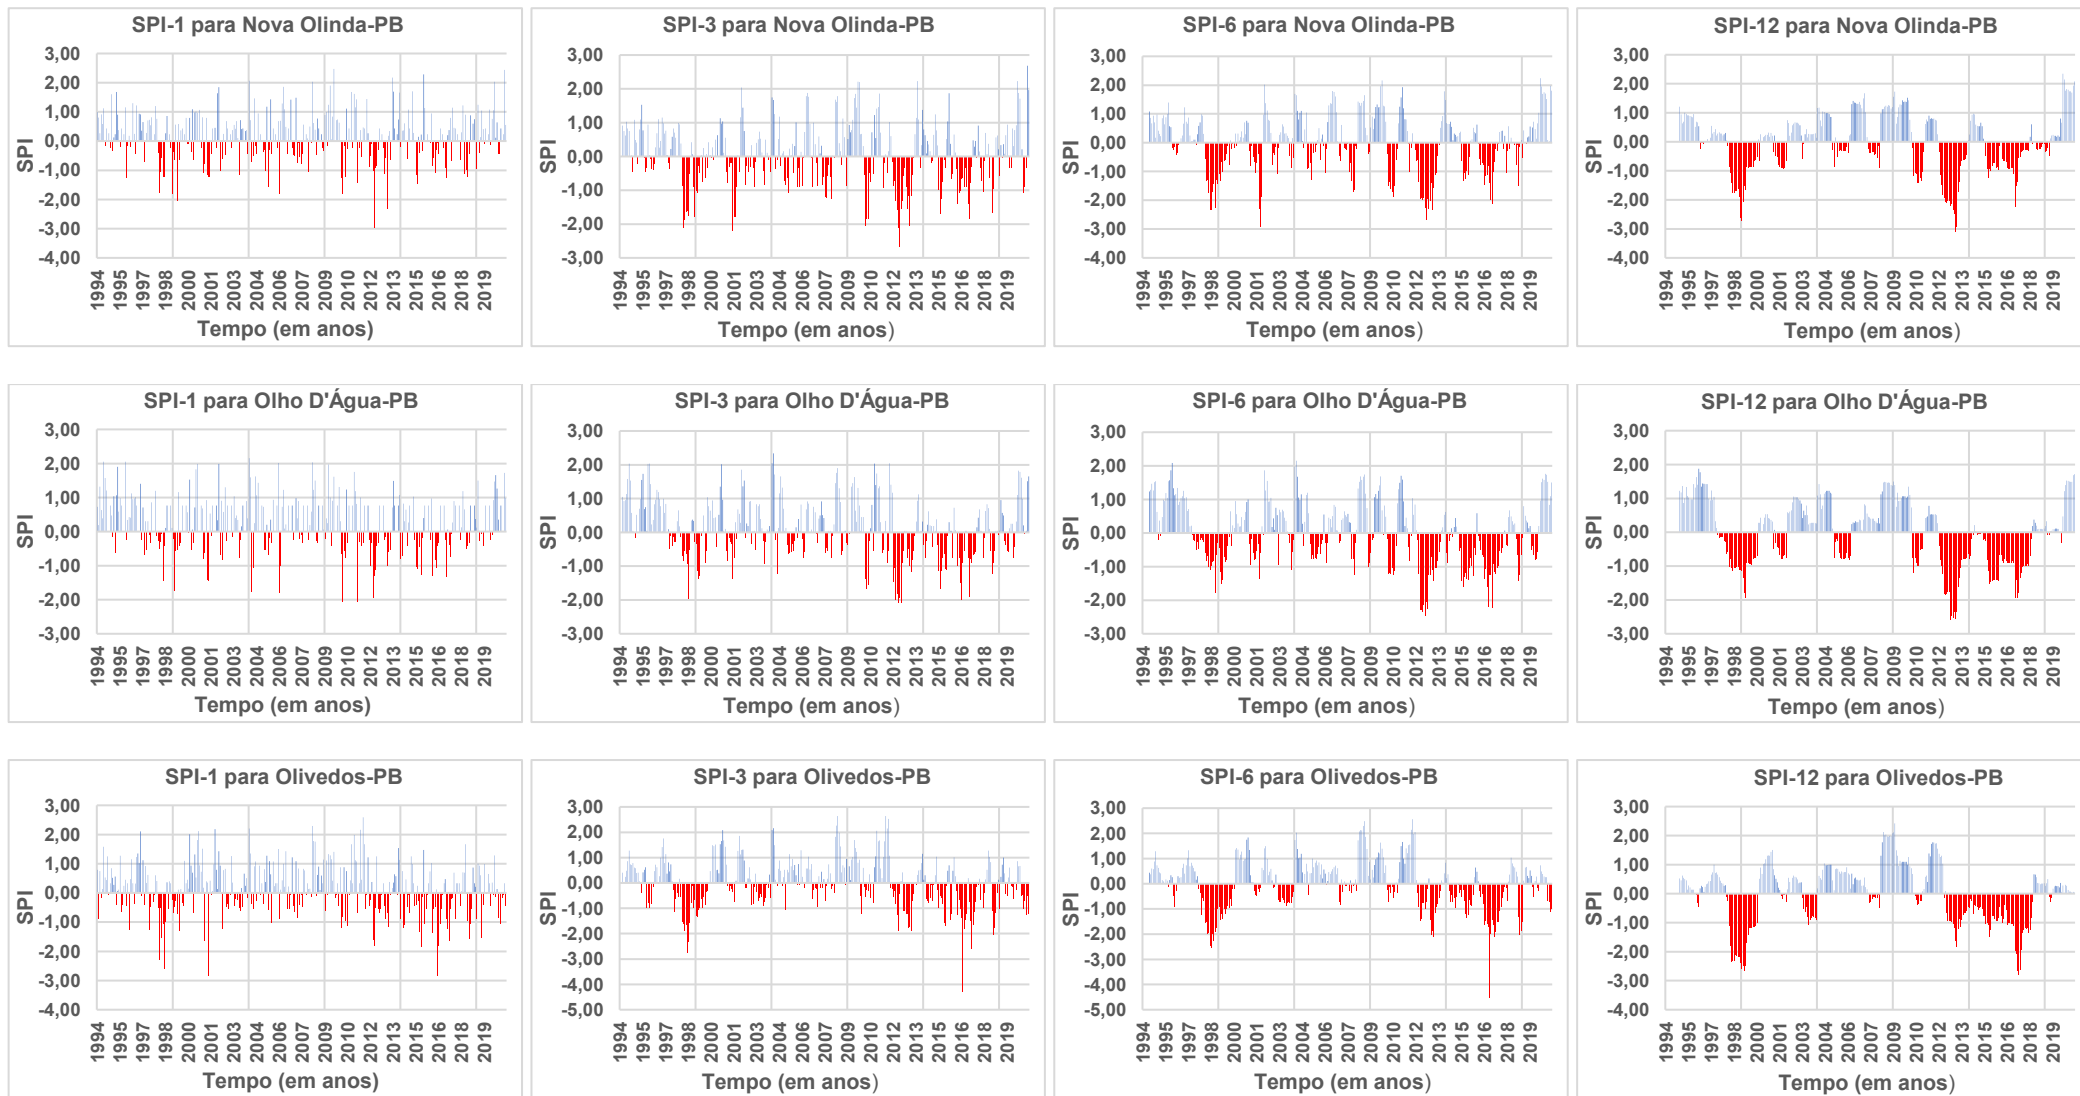 SPI-1 para Nova Olinda-PB
3,00
2,00
1,00
0,00
-1,00
-2,00
-3,00
-4,00
SPI
1994 1995 1997 1998 2000 2001 2003 2004 2006 2007 2009 2010 2012 2013 2015 2016 2018 2019
Tempo (em anos)
SPI-3 para Nova Olinda-PB
3,00
2,00
1,00
0,00
-1,00
-2,00
-3,00
SPI
1994 1995 1997 1998 2000 2001 2003 2004 2006 2007 2009 2010 2012 2013 2015 2016 2018 2019
Tempo (em anos)
SPI-6 para Nova Olinda-PB
3,00
2,00
1,00
0,00
-1,00
-2,00
-3,00
-4,00
SPI
1994 1995 1997 1998 2000 2001 2003 2004 2006 2007 2009 2010 2012 2013 2015 2016 2018 2019
Tempo (em anos)
SPI-12 para Nova Olinda-PB
3,00
2,00
1,00
0,00
-1,00
-2,00
-3,00
-4,00
SPI
1994 1995 1997 1998 2000 2001 2003 2004 2006 2007 2009 2010 2012 2013 2015 2016 2018 2019
Tempo (em anos)
SPI-1 para Olho D'Água-PB
3,00
2,00
1,00
0,00
-1,00
-2,00
-3,00
SPI
1994 1995 1997 1998 2000 2001 2003 2004 2006 2007 2009 2010 2012 2013 2015 2016 2018 2019
Tempo (em anos)
SPI-3 para Olho D'Água-PB
3,00
2,00
1,00
0,00
-1,00
-2,00
-3,00
SPI
1994 1995 1997 1998 2000 2001 2003 2004 2006 2007 2009 2010 2012 2013 2015 2016 2018 2019
Tempo (em anos)
SPI-6 para Olho D'Água-PB
3,00
2,00
1,00
0,00
-1,00
-2,00
-3,00
SPI
1994 1995 1997 1998 2000 2001 2003 2004 2006 2007 2009 2010 2012 2013 2015 2016 2018 2019
Tempo (em anos)
SPI-12 para Olho D'Água-PB
3,00
2,00
1,00
0,00
-1,00
-2,00
-3,00
SPI
1994 1995 1997 1998 2000 2001 2003 2004 2006 2007 2009 2010 2012 2013 2015 2016 2018 2019
Tempo (em anos)
SPI-1 para Olivedos-PB
3,00
2,00
1,00
0,00
-1,00
-2,00
-3,00
-4,00
SPI
1994 1995 1997 1998 2000 2001 2003 2004 2006 2007 2009 2010 2012 2013 2015 2016 2018 2019
Tempo (em anos)
SPI-3 para Olivedos-PB
3,00
2,00
1,00
0,00
-1,00
-2,00
-3,00
-4,00
-5,00
SPI
1994 1995 1997 1998 2000 2001 2003 2004 2006 2007 2009 2010 2012 2013 2015 2016 2018 2019
Tempo (em anos)
SPI-6 para Olivedos-PB
3,00
2,00
1,00
0,00
-1,00
-2,00
-3,00
-4,00
-5,00
SPI
1994 1995 1997 1998 2000 2001 2003 2004 2006 2007 2009 2010 2012 2013 2015 2016 2018 2019
Tempo (em anos)
SPI-12 para Olivedos-PB
3,00
2,00
1,00
0,00
-1,00
-2,00
-3,00
-4,00
SPI
1994 1995 1997 1998 2000 2001 2003 2004 2006 2007 2009 2010 2012 2013 2015 2016 2018 2019
Tempo (em anos)